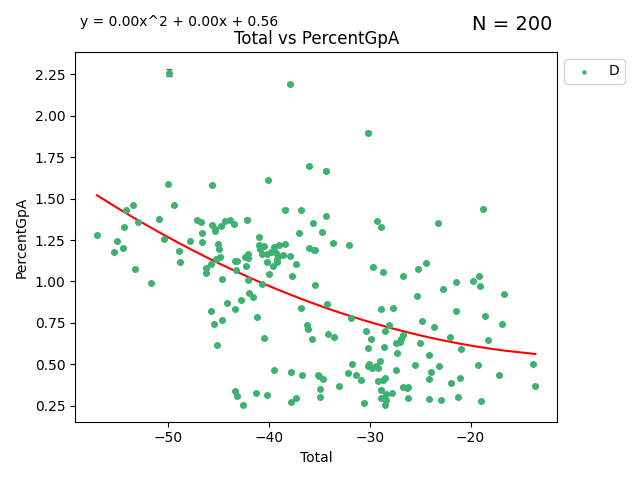 y = 0.00x^2 + 0.00x + 0.56
N = 200
Total vs PercentGpA
D
PercentGpA
2.25
2.00
1.75
1.50
1.25
1.00
0.75
0.50
0.25
−50 −40 −30 −20
Total